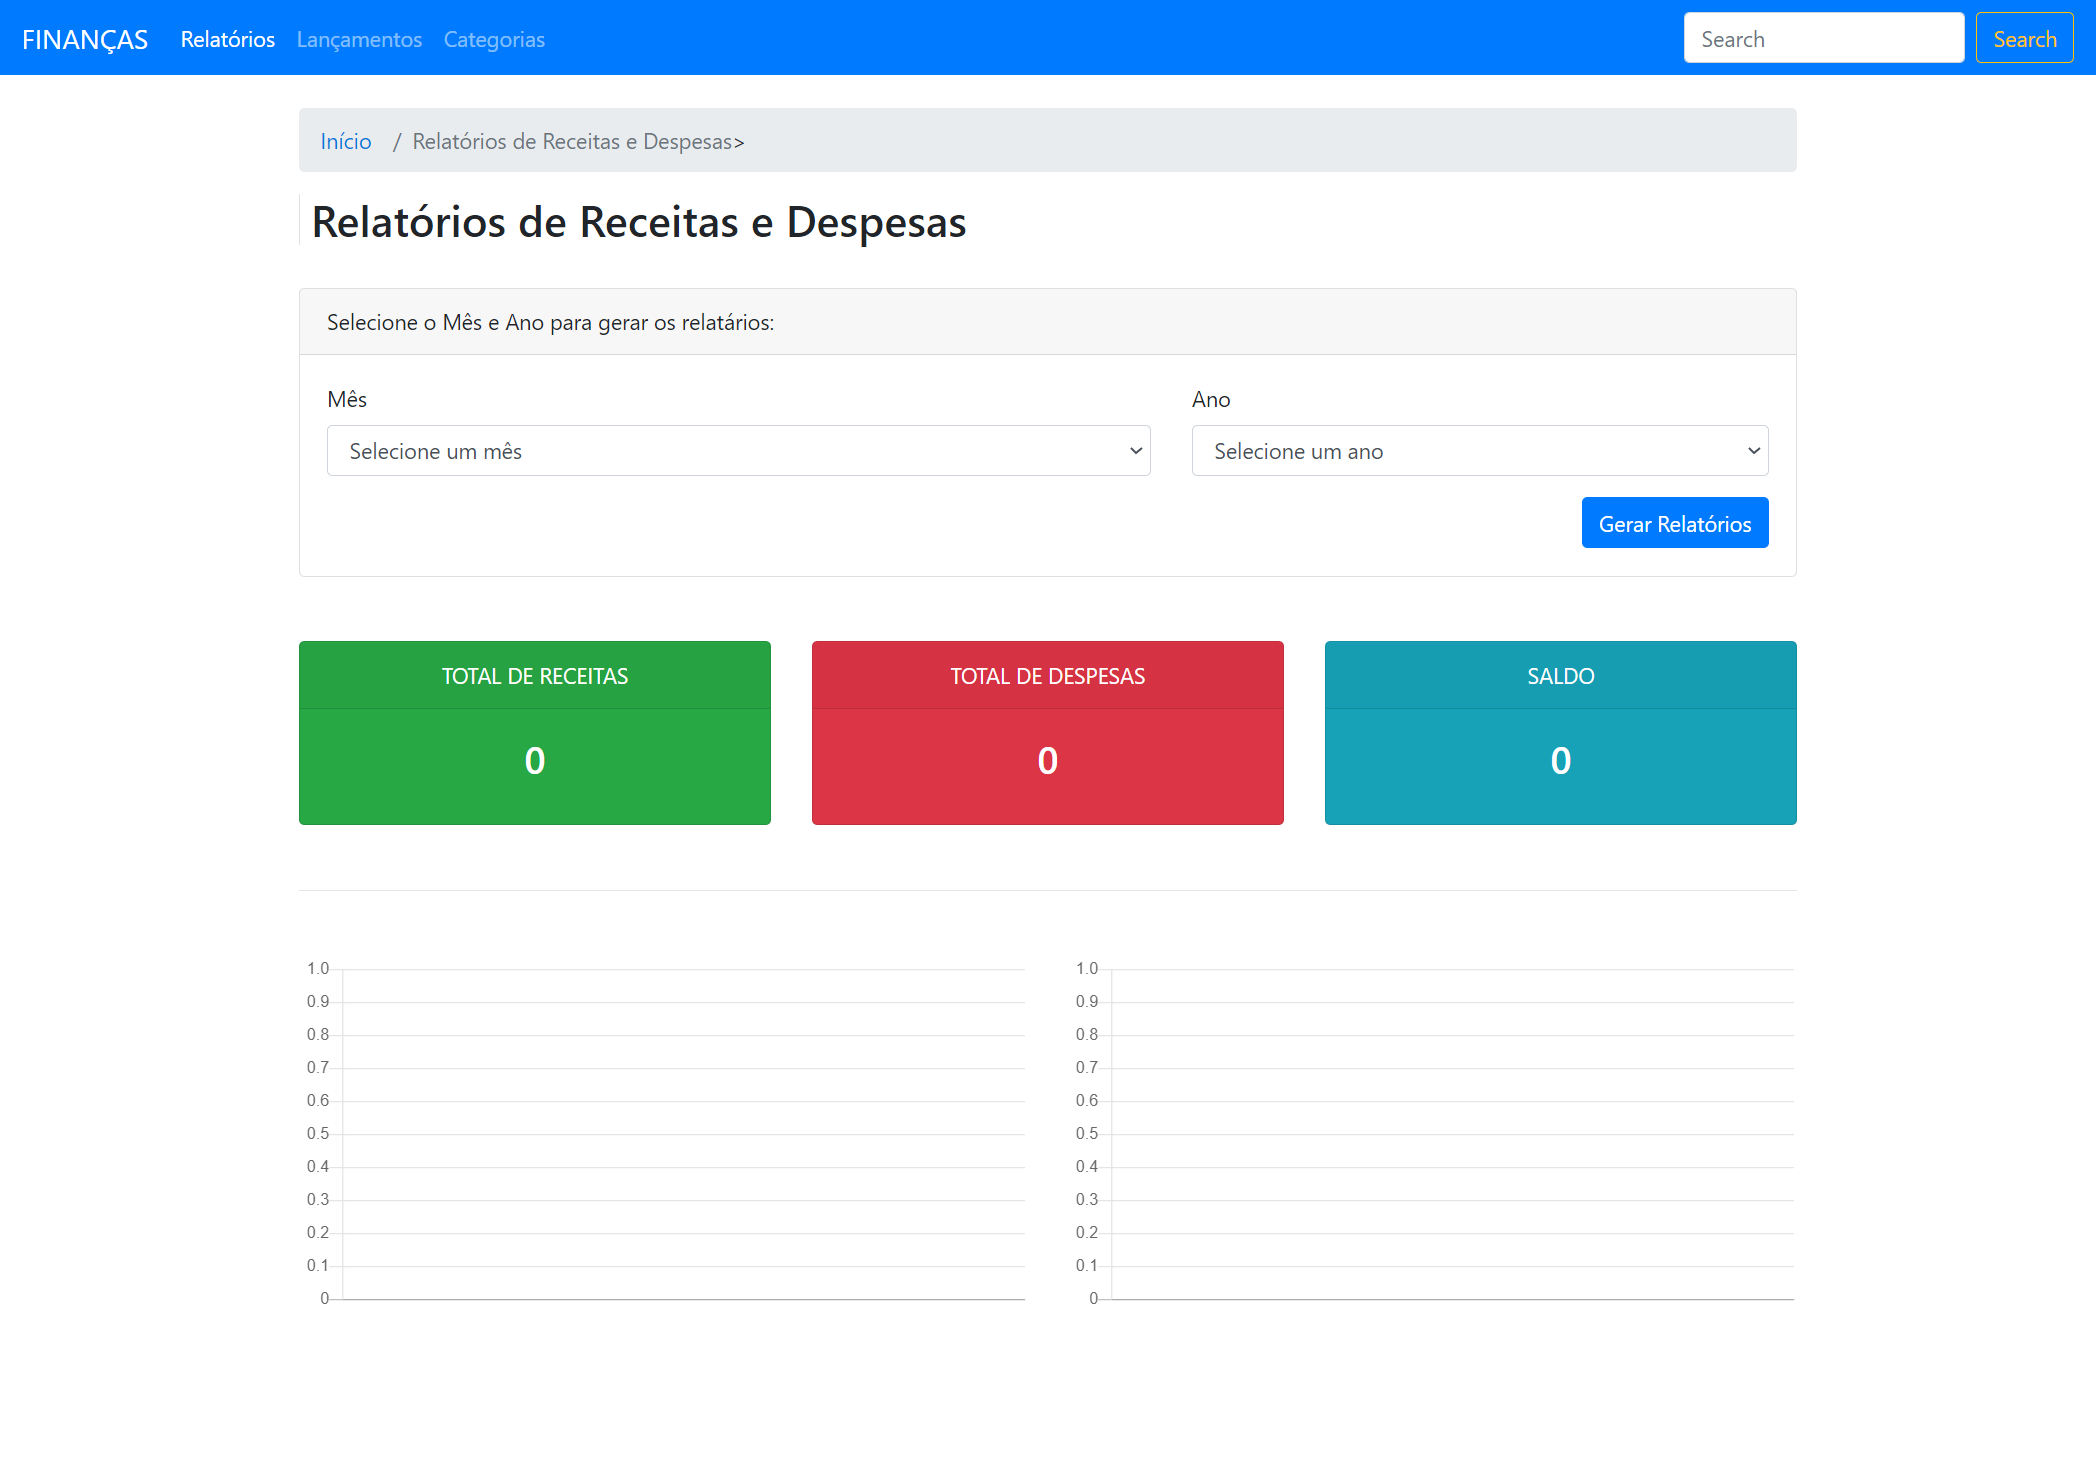 FINANÇAS Relatórios Lançamentos Categorias Search Search
Início / Relatórios de Receitas e Despesas>
Relatórios de Receitas e Despesas
Selecione o Mês e Ano para gerar os relatários:
Mês Ano
Selecione um mês Selecione um ano
Gerar Relatórios
TOTAL DE RECEITAS TOTAL DE DESPESAS SALDO
0 0 0
1.0 1.0
0.9 0.9
0.8 0.8
0.7 0.7
0.6 0.6
0.5 0.5
0.4 0.4
0.3 0.3
0.2 0.2
0.1 0.1
0 0